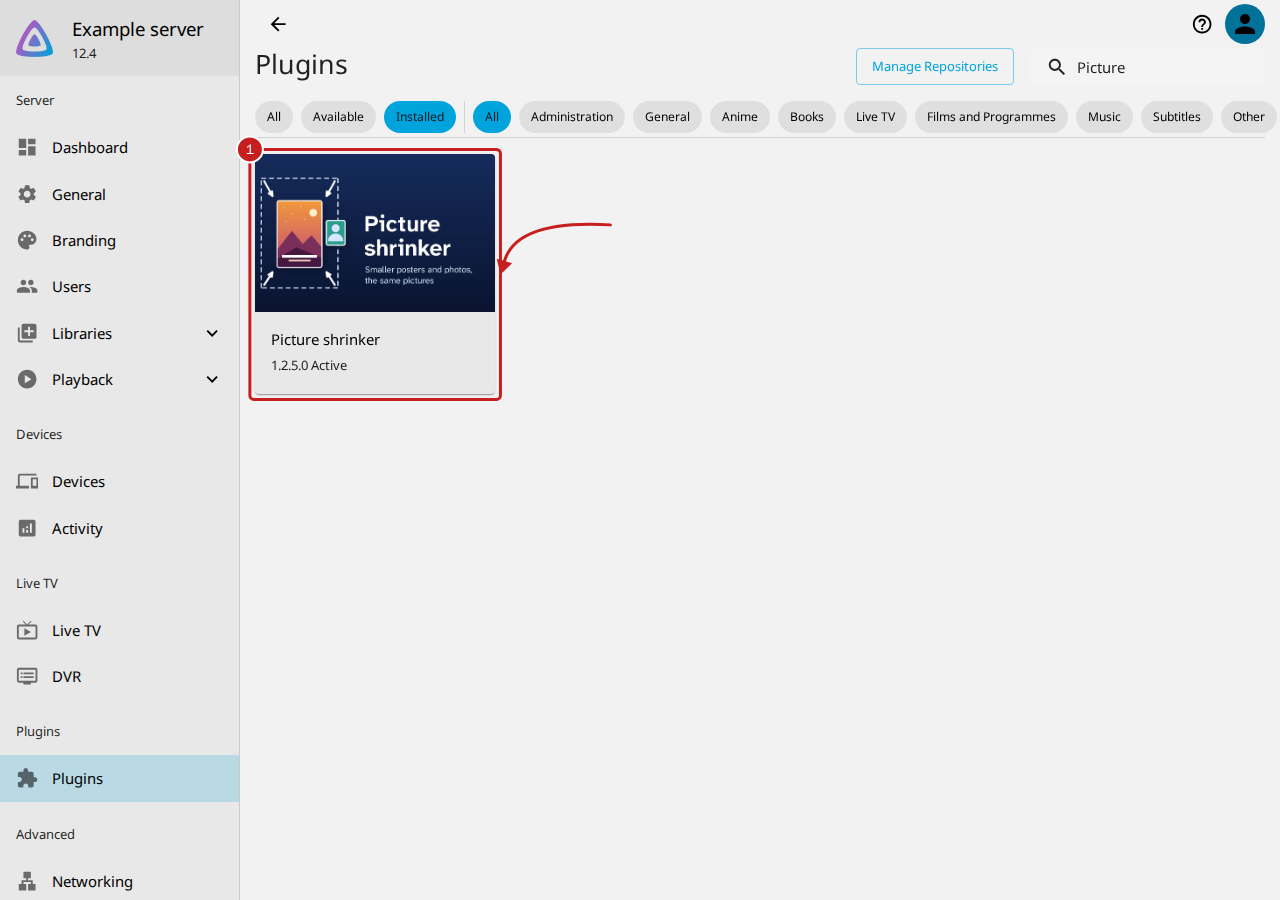 Example server
12.4
Server
Dashboard
General
Branding
Users
Libraries
Playback
Devices
Devices
Activity
Live TV
Live TV
DVR
Plugins
Plugins
Advanced
Networking
Plugins
Manage Repositories
Picture
All
Available
Installed
All
Administration
General
Anime
Books
Live TV
Films and Programmes
Music
Subtitles
Other
1
Picture
shrinker
Smaller posters and photos,
the same pictures
Picture shrinker
1.2.5.0 Active